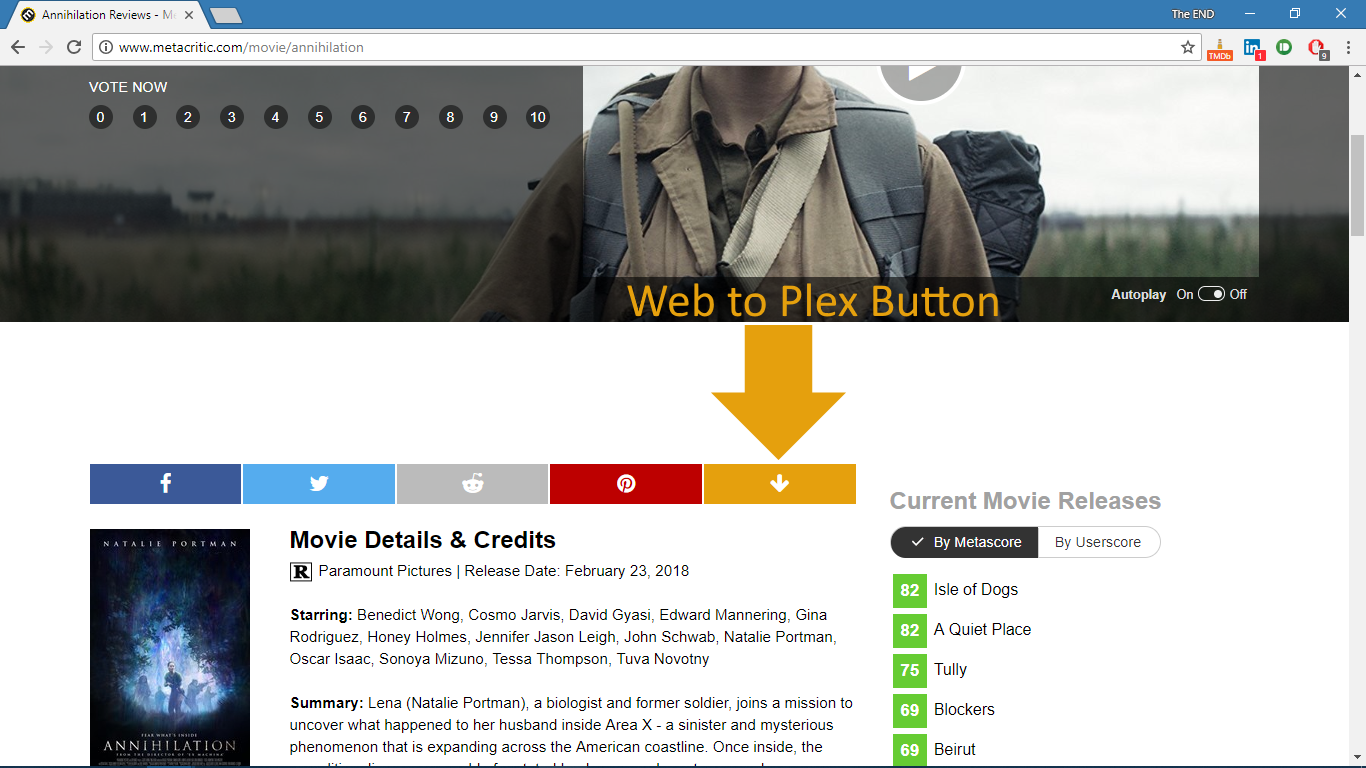 Annihilation Reviews - M
The END
www.metacritic.com/movie/annihilation
TMDb
1
9
VOTE NOW
0 1 2 3 4 5 6 7 8 9 10
Web to Plex Button
Autoplay On Off
Current Movie Releases
By Metascore By Userscore
82 Isle of Dogs
82 A Quiet Place
75 Tully
69 Blockers
69 Beirut
NATALIE PORTMAN
FEAR WHAT'S INSIDE
ANNIHILATION
FROM THE DIRECTOR OF EX MACHINA
Movie Details & Credits
R Paramount Pictures | Release Date: February 23, 2018
Starring: Benedict Wong, Cosmo Jarvis, David Gyasi, Edward Mannering, Gina
Rodriguez, Honey Holmes, Jennifer Jason Leigh, John Schwab, Natalie Portman,
Oscar Isaac, Sonoya Mizuno, Tessa Thompson, Tuva Novotny
Summary: Lena (Natalie Portman), a biologist and former soldier, joins a mission to
uncover what happened to her husband inside Area X - a sinister and mysterious
phenomenon that is expanding across the American coastline. Once inside, the